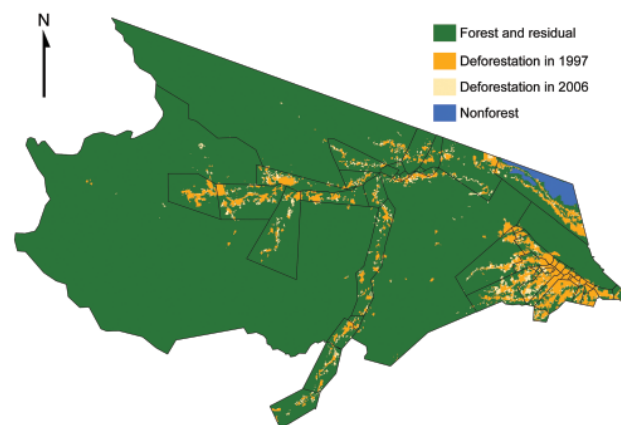 N
Forest and residual
Deforestation in 1997
Deforestation in 2006
Nonforest